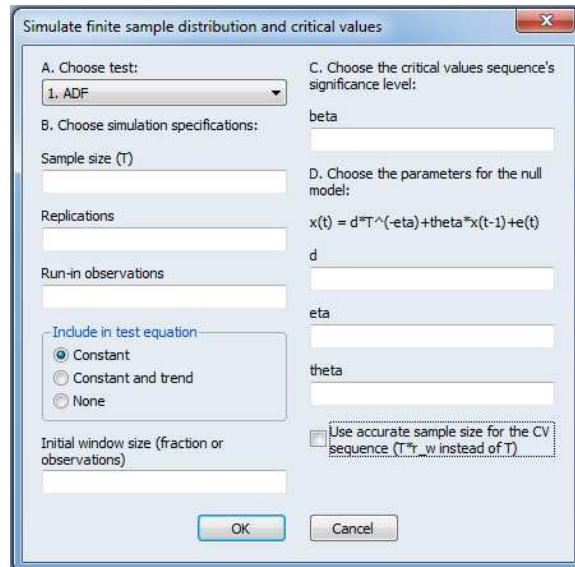 Simulate finite sample distribution and critical values
A. Choose test:
1. ADF
B. Choose simulation specifications:
Sample size (T)
Replications
Run-in observations
Include in test equation
Constant
Constant and trend
None
Initial window size (fraction or
observations)
C. Choose the critical values sequence's
significance level:
beta
D. Choose the parameters for the null
model:
x(t) = d*T^(-eta)+theta*x(t-1)+e(t)
d
eta
theta
Use accurate sample size for the CV
sequence (T*r_w instead of T)
OK
Cancel